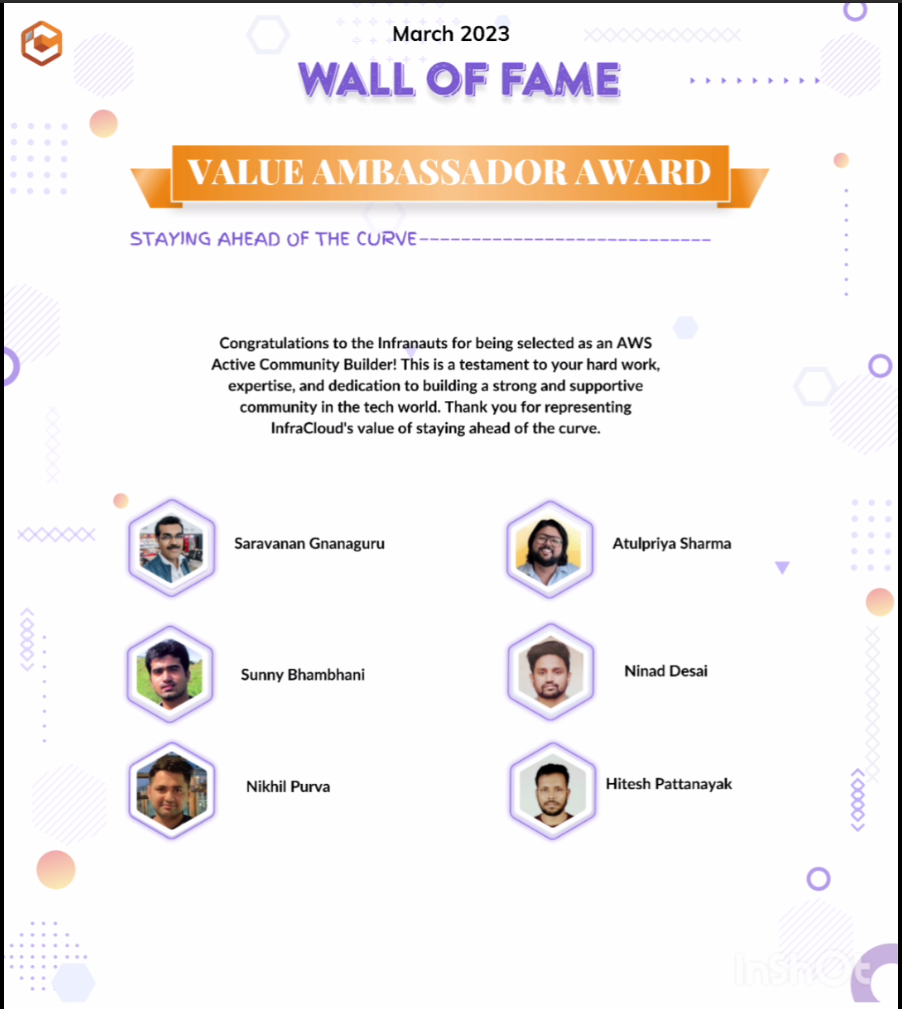 March 2023
WALL OF FAME
VALUE AMBASSADOR AWARD
STAYING AHEAD OF THE CURVE----------------------------
Congratulations to the Infranauts for being selected as an AWS
Active Community Builder! This is a testament to your hard work,
expertise, and dedication to building a strong and supportive
community in the tech world. Thank you for representing
InfraCloud's value of staying ahead of the curve.
Saravanan Gnanaguru
Atulpriya Sharma
Sunny Bhambhani
Ninad Desai
Nikhil Purva
Hitesh Pattanayak
InShOt